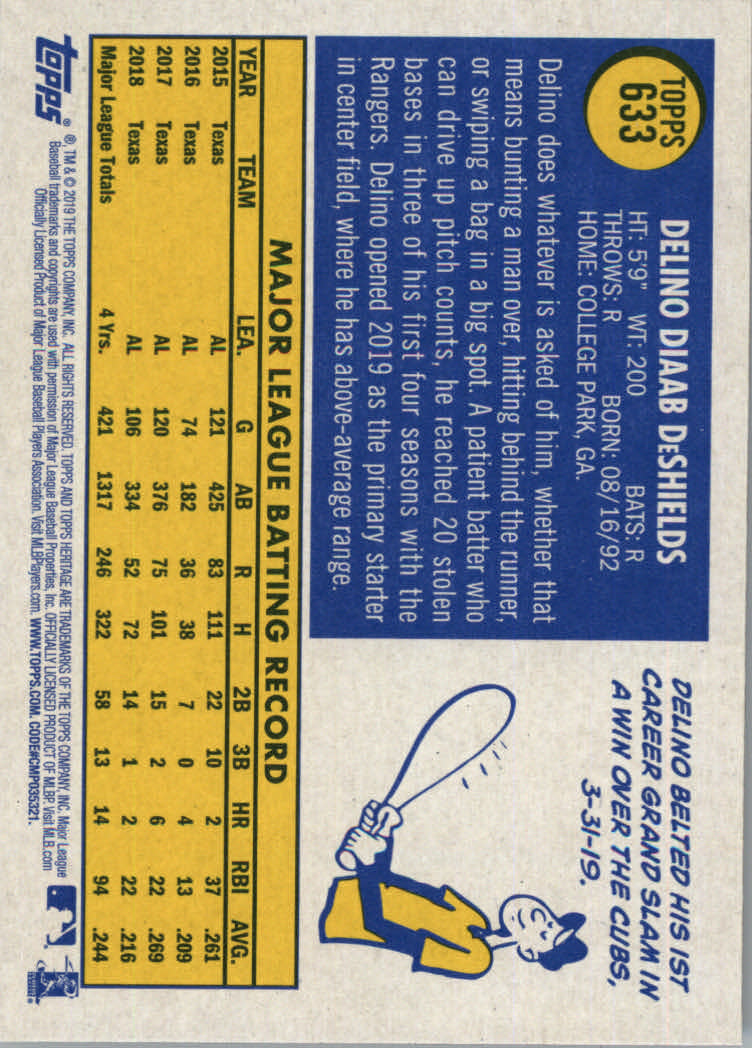 TOPPS
633
DELINO DIAAB DeSHIELDS
HT: 5'9" WT: 200 BATS: R
THROWS: R BORN: 08/16/92
HOME: COLLEGE PARK, GA.
Delino does whatever is asked of him, whether that
means bunting a man over, hitting behind the runner,
or swiping a bag in a big spot. A patient batter who
can drive up pitch counts, he reached 20 stolen
bases in three of his first four seasons with the
Rangers. Delino opened 2019 as the primary starter
in center field, where he has above-average range.
DELINO BELTED HIS 1ST
CAREER GRAND SLAM IN
A WIN OVER THE CUBS,
3-31-19.
MAJOR LEAGUE BATTING RECORD
YEAR TEAM LEA. G AB R H 2B 3B HR RBI AVG.
2015 Texas AL 121 425 83 111 22 10 2 37 .261
2016 Texas AL 74 182 36 38 7 0 4 13 .209
2017 Texas AL 120 376 75 101 15 2 6 22 .269
2018 Texas AL 106 334 52 72 14 1 2 22 .216
Major League Totals 4 Yrs. 421 1317 246 322 58 13 14 94 .244
topps®
®, TM & © 2019 THE TOPPS COMPANY, INC. ALL RIGHTS RESERVED. TOPPS AND TOPPS HERITAGE ARE TRADEMARKS OF THE TOPPS COMPANY, INC. Major League
Baseball trademarks and copyrights are used with permission of Major League Baseball Properties, Inc. OFFICIALLY LICENSED PRODUCT OF MLBP. Visit MLB.com
Officially Licensed Product of Major League Baseball Players Association. Visit MLBPlayers.com. WWW.TOPPS.COM. CODE#CMP035321.